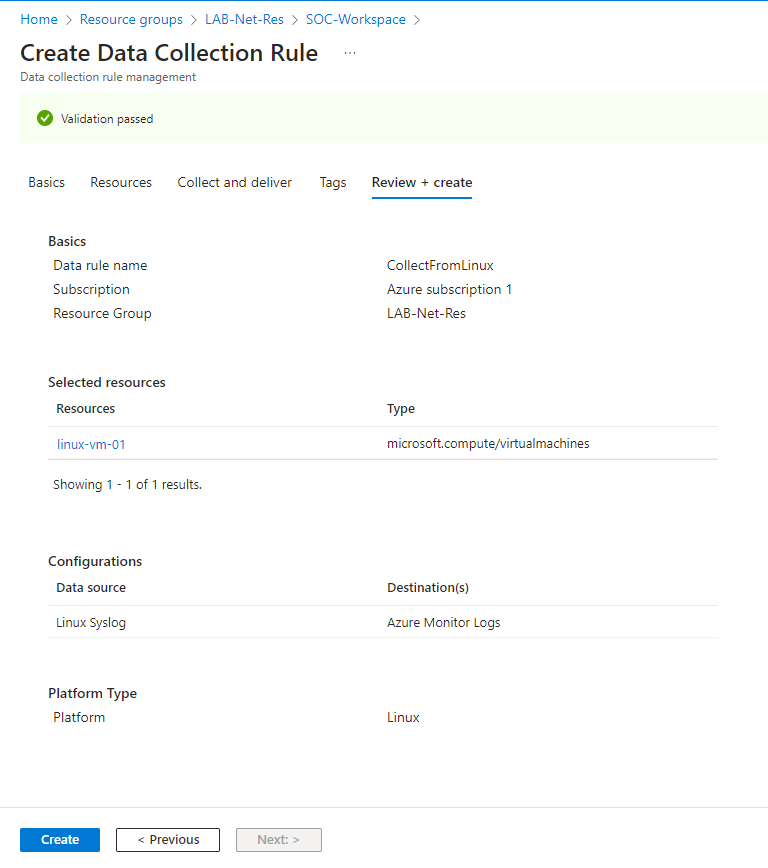 Home > Resource groups > LAB-Net-Res > SOC-Workspace >
Create Data Collection Rule ...
Data collection rule management
Validation passed
Basics Resources Collect and deliver Tags Review + create
Basics
Data rule name CollectFromLinux
Subscription Azure subscription 1
Resource Group LAB-Net-Res
Selected resources
Resources Type
linux-vm-01 microsoft.compute/virtualmachines
Showing 1 - 1 of 1 results.
Configurations
Data source Destination(s)
Linux Syslog Azure Monitor Logs
Platform Type
Platform Linux
Create < Previous Next: >